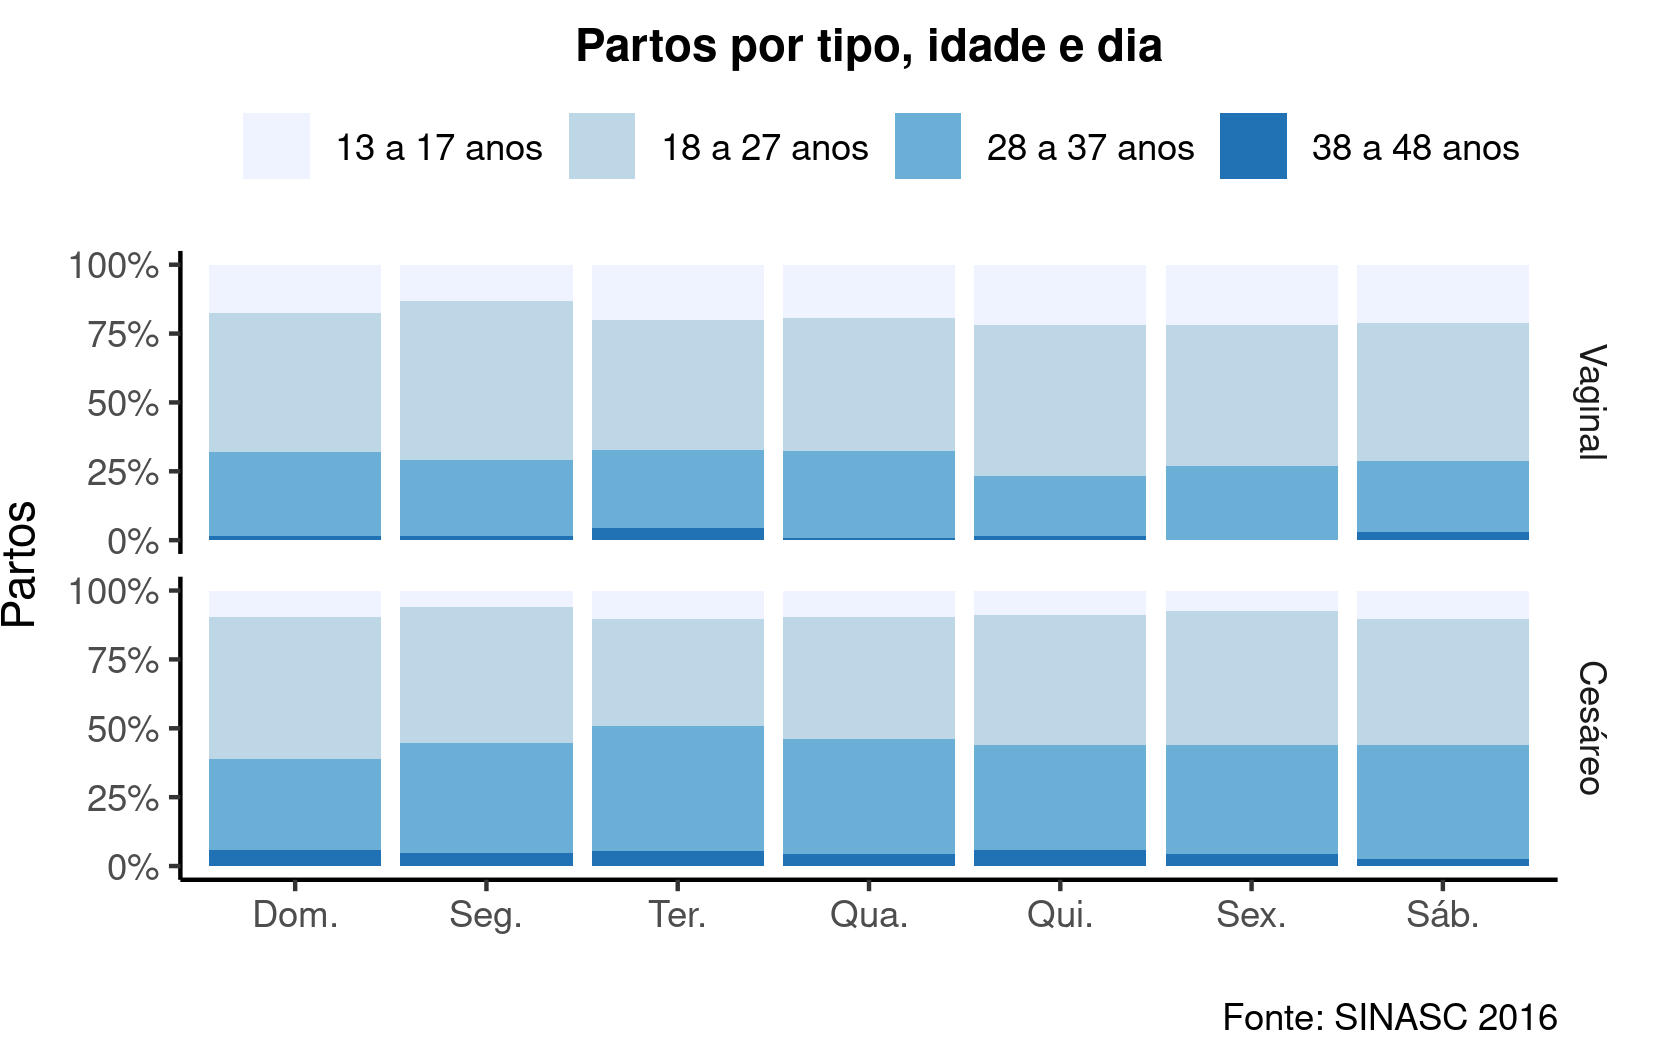 Partos por tipo, idade e dia
13 a 17 anos 18 a 27 anos 28 a 37 anos 38 a 48 anos
Partos
100%
75%
50%
25%
0%
Vaginal
100%
75%
50%
25%
0%
Cesáreo
Dom. Seg. Ter. Qua. Qui. Sex. Sáb.
Fonte: SINASC 2016